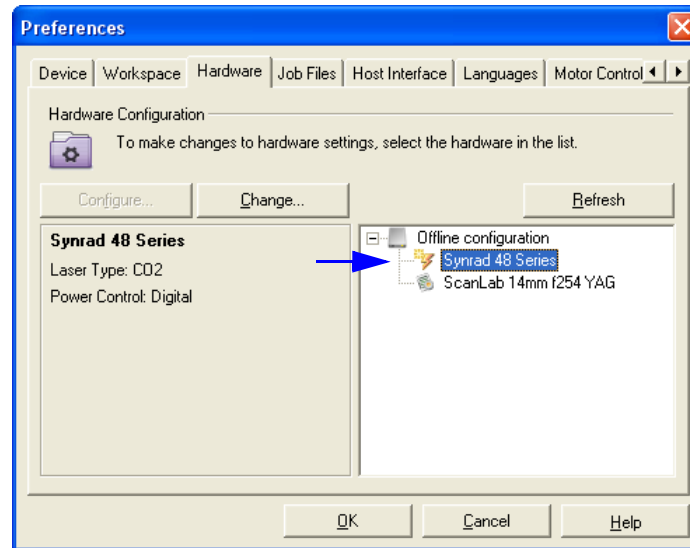 Preferences
Device Workspace Hardware Job Files Host Interface Languages Motor Control
Hardware Configuration
To make changes to hardware settings, select the hardware in the list.
Configure... Change... Refresh
Synrad 48 Series
Laser Type: CO2
Power Control: Digital
Offline configuration
Synrad 48 Series
ScanLab 14mm f254 YAG
OK Cancel Help